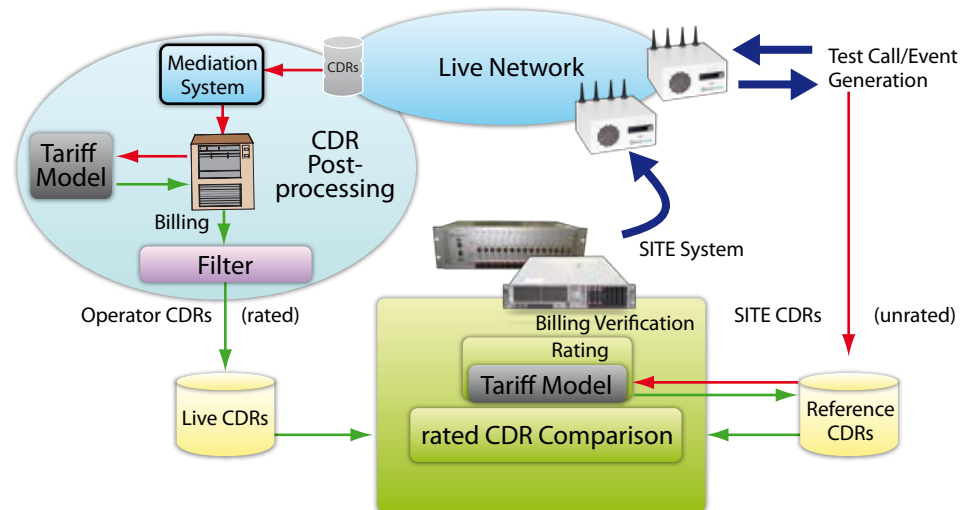 Mediation
System
CDRs
Live Network
Test Call/Event
Generation
Tariff
Model
CDR
Post-
processing
Billing
Filter
SITE System
Operator CDRs (rated)
Billing Verification
SITE CDRs (unrated)
Rating
Tariff Model
Live CDRs
rated CDR Comparison
Reference
CDRs